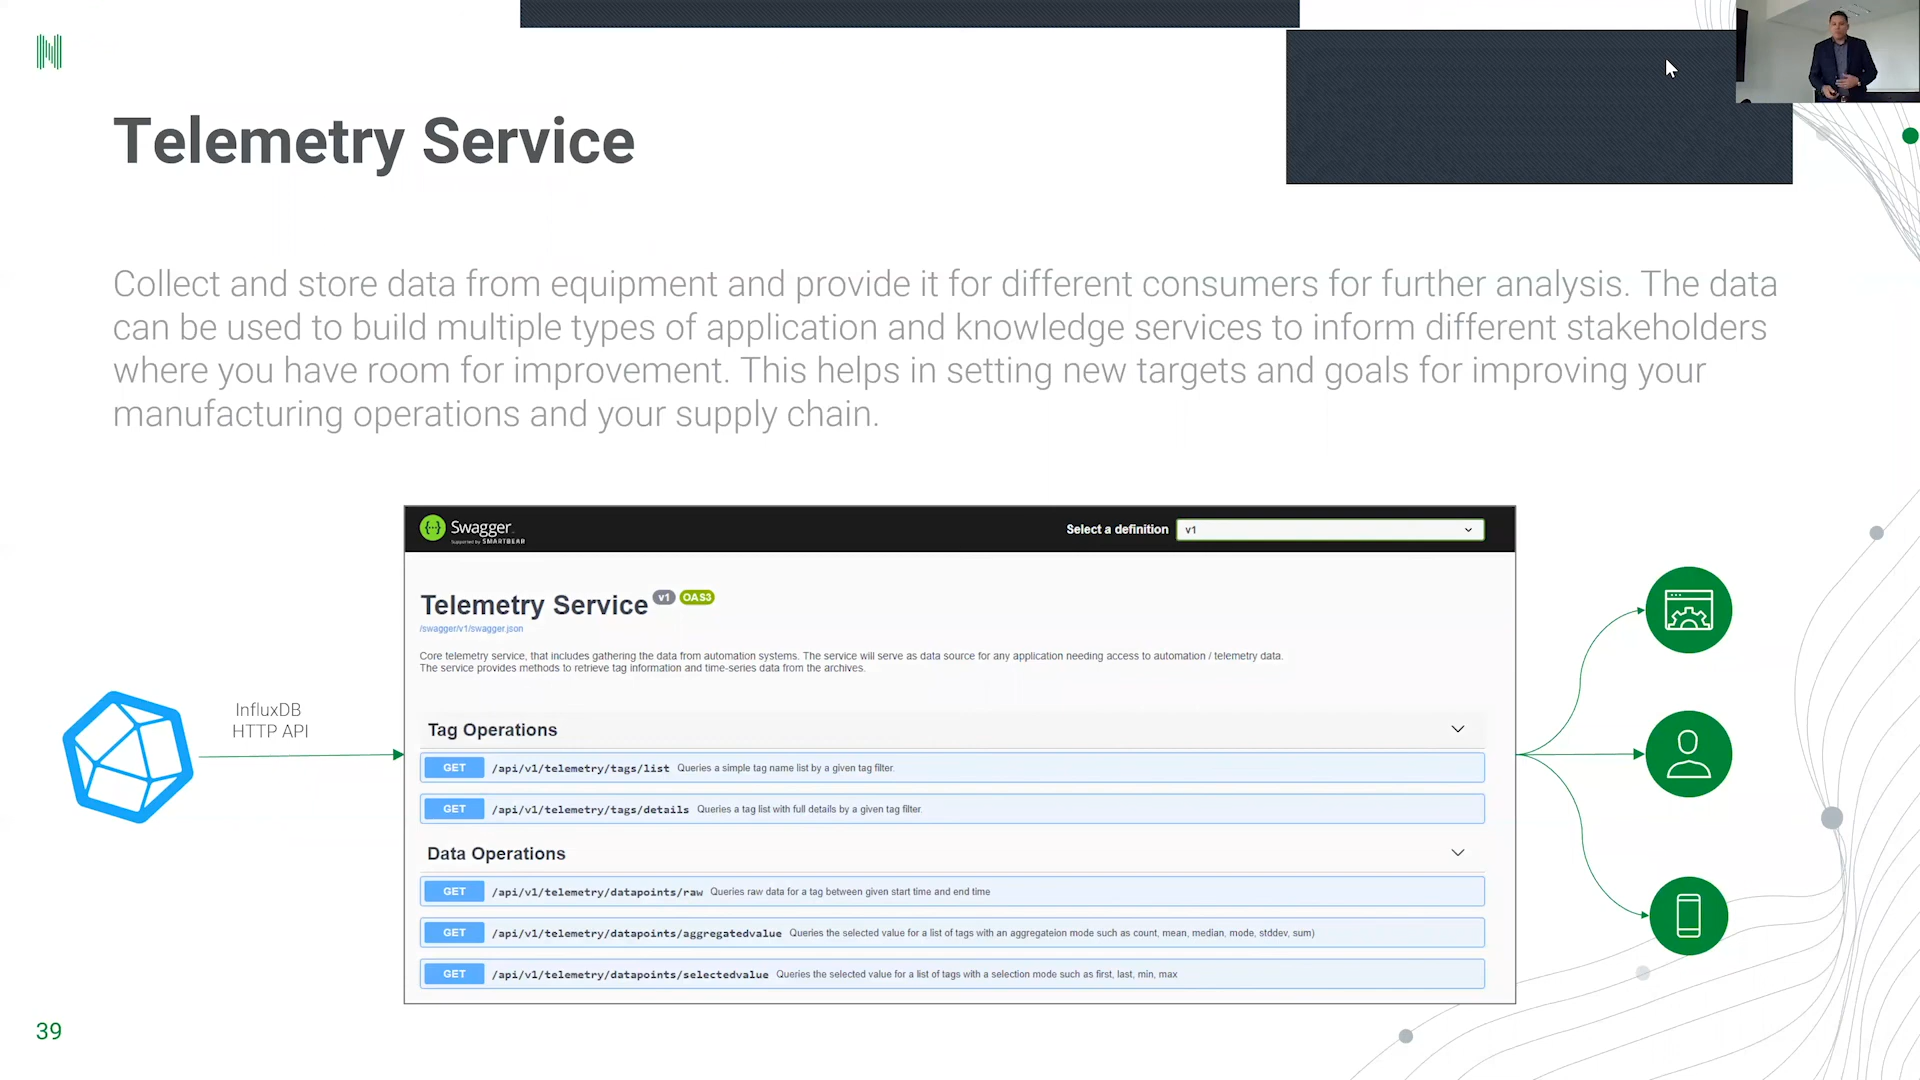 Telemetry Service
Collect and store data from equipment and provide it for different consumers for further analysis. The data
can be used to build multiple types of application and knowledge services to inform different stakeholders
where you have room for improvement. This helps in setting new targets and goals for improving your
manufacturing operations and your supply chain.
Swagger
Supported by SMARTBEAR
Select a definition
v1
Telemetry Service v1 OAS3
/swagger/v1/swagger.json
Core telemetry service, that includes gathering the data from automation systems. The service will serve as data source for any application needing access to automation / telemetry data.
The service provides methods to retrieve tag information and time-series data from the archives.
InfluxDB
HTTP API
Tag Operations
GET /api/v1/telemetry/tags/list Queries a simple tag name list by a given tag filter.
GET /api/v1/telemetry/tags/details Queries a tag list with full details by a given tag filter.
Data Operations
GET /api/v1/telemetry/datapoints/raw Queries raw data for a tag between given start time and end time
GET /api/v1/telemetry/datapoints/aggregatedvalue Queries the selected value for a list of tags with an aggregateion mode such as count, mean, median, mode, stddev, sum)
GET /api/v1/telemetry/datapoints/selectedvalue Queries the selected value for a list of tags with a selection mode such as first, last, min, max
39